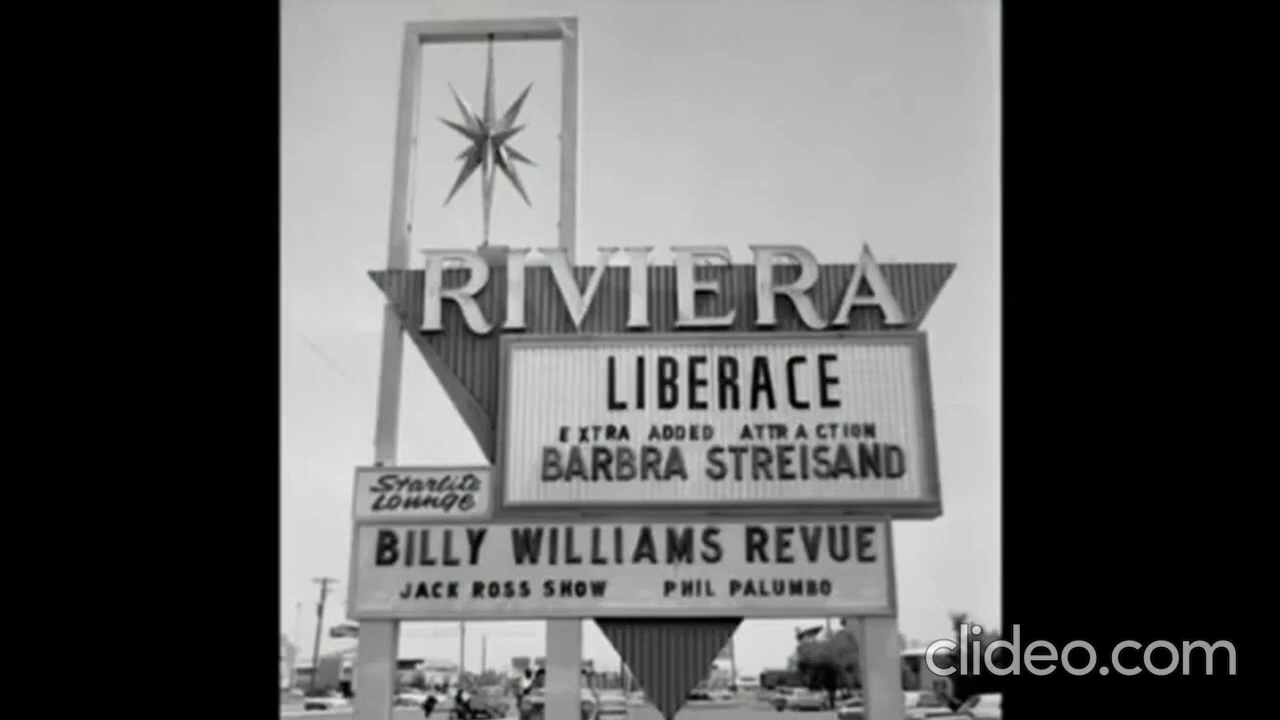 RIVIERA
LIBERACE
EXTRA ADDED ATTRACTION
BARBRA STREISAND
Starlite
Lounge
BILLY WILLIAMS REVUE
JACK ROSS SHOW PHIL PALUMBO
clideo.com